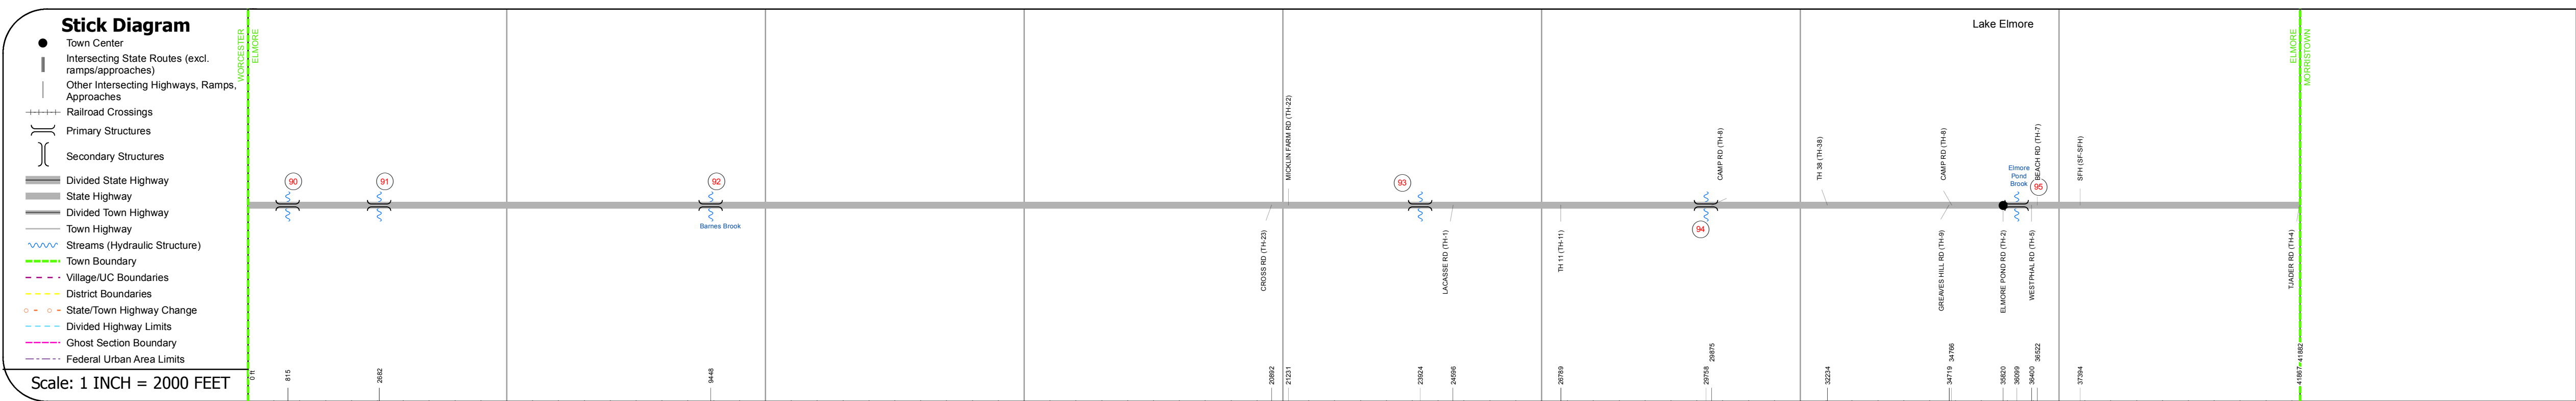 Stick Diagram
Town Center
Intersecting State Routes (excl.
ramps/approaches)
Other Intersecting Highways, Ramps,
Approaches
Railroad Crossings
Primary Structures
Secondary Structures
Divided State Highway
State Highway
Divided Town Highway
Town Highway
Streams (Hydraulic Structure)
Town Boundary
Village/UC Boundaries
District Boundaries
State/Town Highway Change
Divided Highway Limits
Ghost Section Boundary
Federal Urban Area Limits
Scale: 1 INCH = 2000 FEET
WORCESTER
ELMORE
Lake Elmore
ELMORE
MORRISTOWN
MICKLIN FARM RD (TH-22)
CAMP RD (TH-8)
TH 38 (TH-38)
CAMP RD (TH-8)
BEACH RD (TH-7)
SFH (SF-SFH)
90
91
92
93
94
95
Elmore
Pond
Brook
Barnes Brook
CROSS RD (TH-23)
LACASSE RD (TH-1)
TH 11 (TH-11)
GREAVES HILL RD (TH-9)
ELMORE POND RD (TH-2)
WESTPHAL RD (TH-5)
TJADER RD (TH-4)
0 ft
815
2682
9448
20892
21231
23924
24596
26789
29758
29875
32234
34719
34766
35820
36099
36400
36522
37394
41867
41882